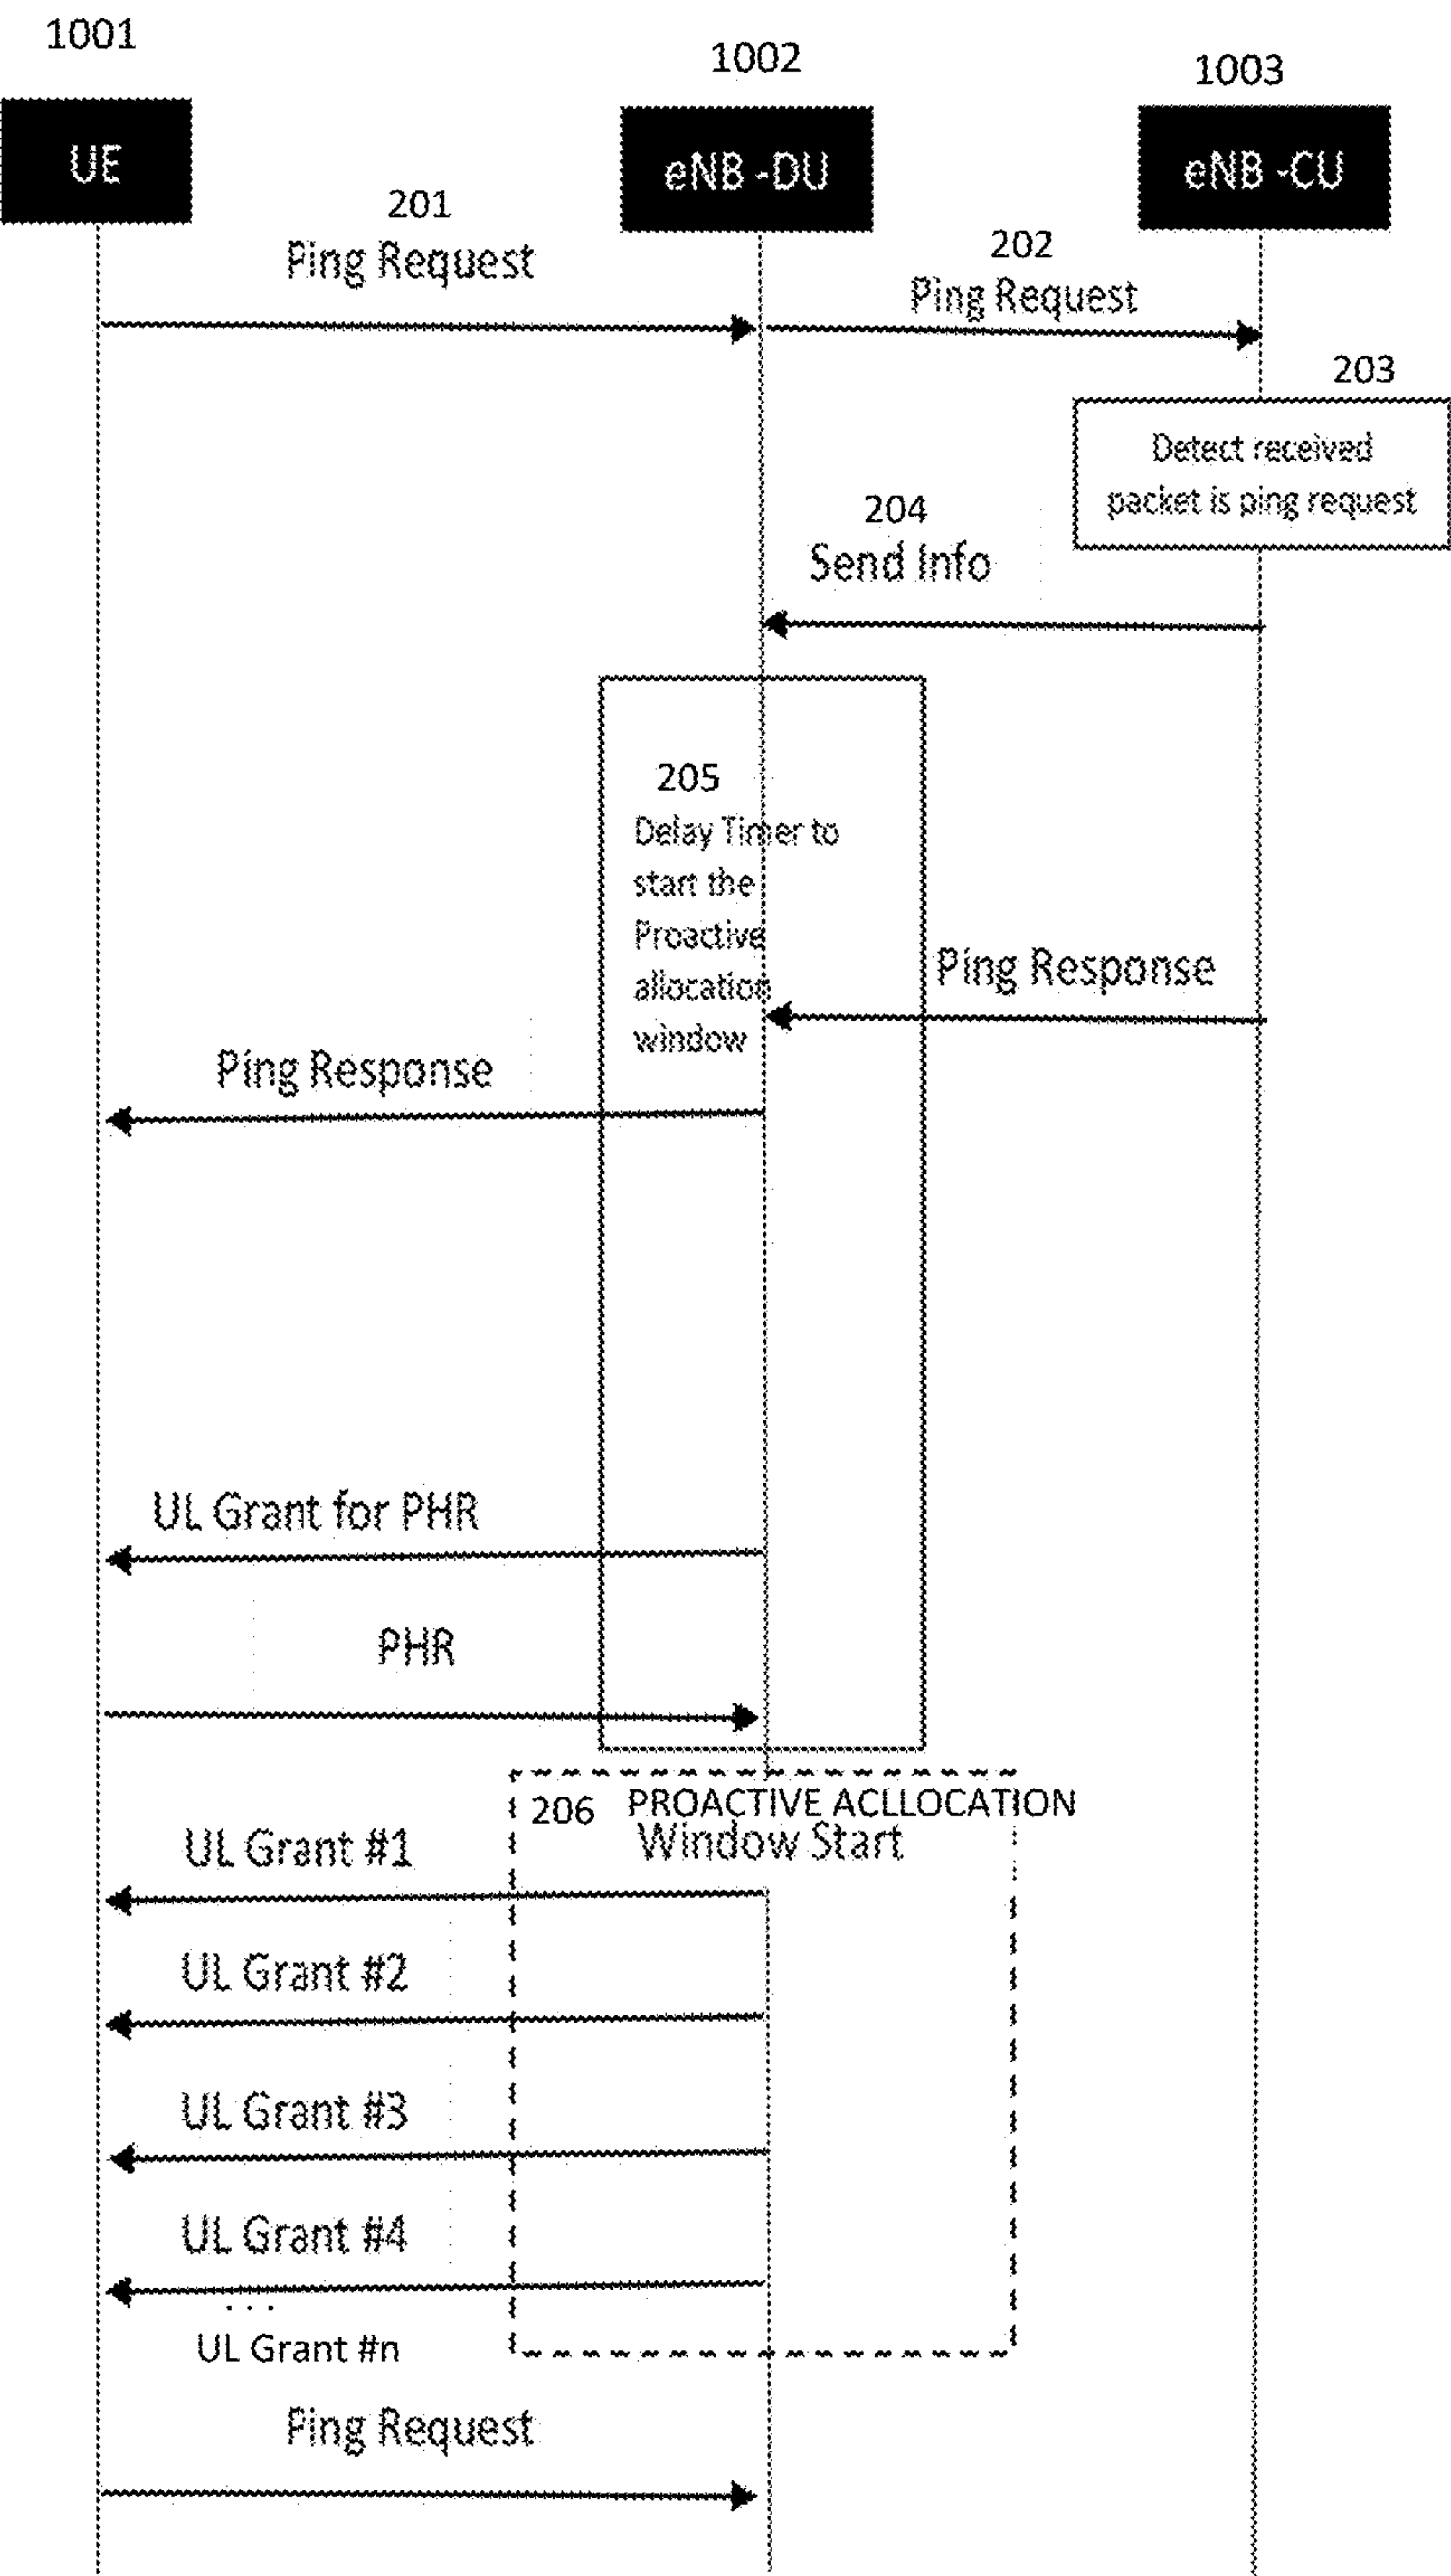 1001
1002
1003
UE
eNB -DU
eNB -CU
201
Ping Request
202
Ping Request
203
Detect received
packet is ping request
204
Send Info
205
Delay Timer to
start the
Proactive
allocation
window
Ping Response
Ping Response
UL Grant for PHR
PHR
206 PROACTIVE ACLLOCATION
Window Start
UL Grant #1
UL Grant #2
UL Grant #3
UL Grant #4
...
UL Grant #n
Ping Request